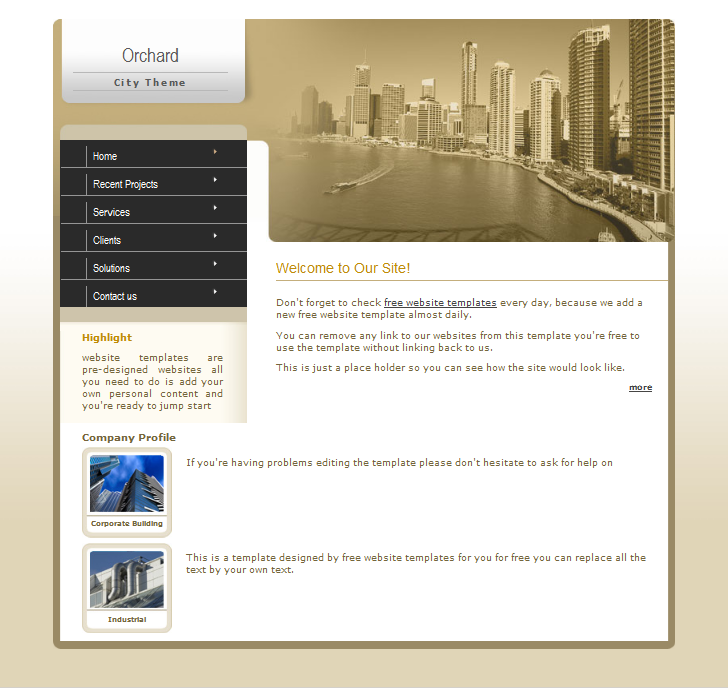 Orchard
City Theme
Home
Recent Projects
Services
Clients
Solutions
Contact us
Highlight
website templates are
pre-designed websites all
you need to do is add your
own personal content and
you're ready to jump start
Welcome to Our Site!
Don't forget to check free website templates every day, because we add a
new free website template almost daily.
You can remove any link to our websites from this template you're free to
use the template without linking back to us.
This is just a place holder so you can see how the site would look like.
more
Company Profile
Corporate Building
If you're having problems editing the template please don't hesitate to ask for help on
Industrial
This is a template designed by free website templates for you for free you can replace all the
text by your own text.